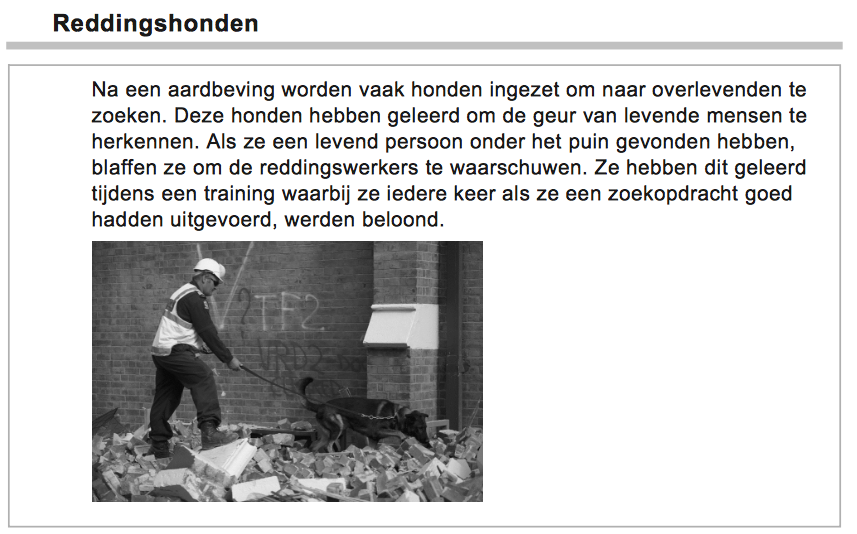 Reddingshonden
Na een aardbeving worden vaak honden ingezet om naar overlevenden te
zoeken. Deze honden hebben geleerd om de geur van levende mensen te
herkennen. Als ze een levend persoon onder het puin gevonden hebben,
blaffen ze om de reddingswerkers te waarschuwen. Ze hebben dit geleerd
tijdens een training waarbij ze iedere keer als ze een zoekopdracht goed
hadden uitgevoerd, werden beloond.
?TF2